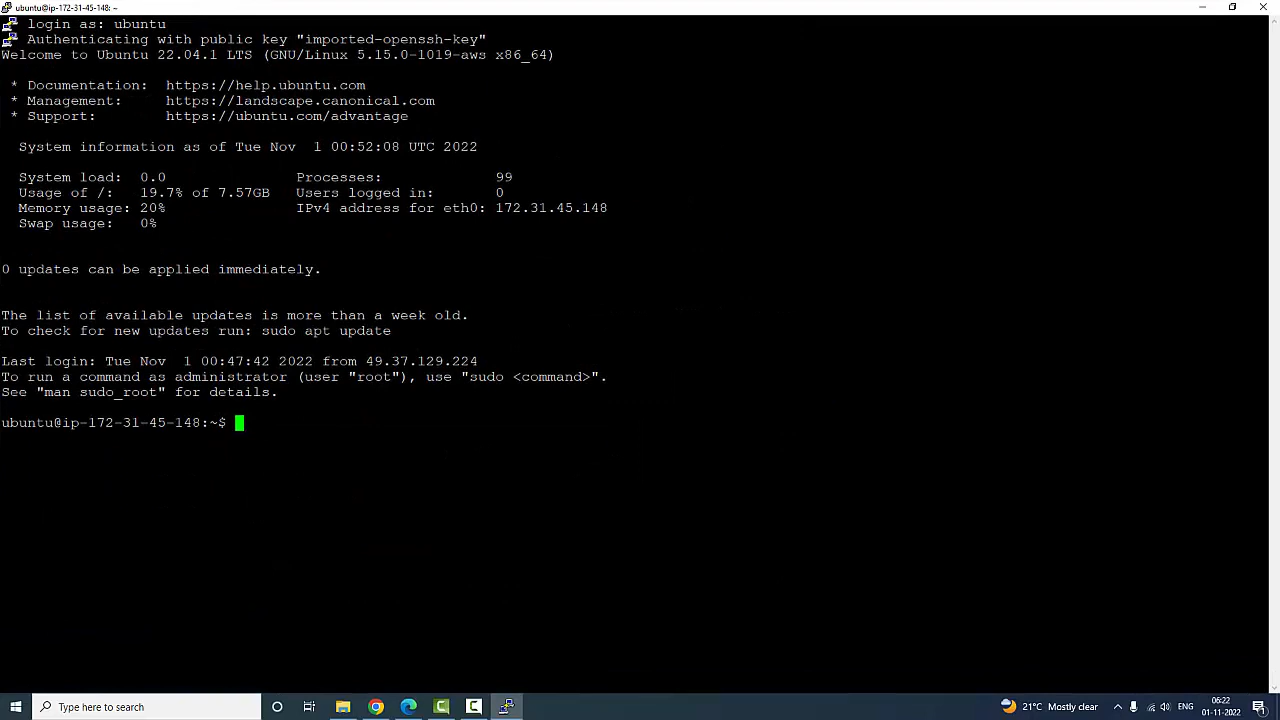 ubuntu@ip-172-31-45-148: ~
login as: ubuntu
Authenticating with public key "imported-openssh-key"
Welcome to Ubuntu 22.04.1 LTS (GNU/Linux 5.15.0-1019-aws x86_64)
* Documentation:  https://help.ubuntu.com
* Management:     https://landscape.canonical.com
* Support:        https://ubuntu.com/advantage
System information as of Tue Nov  1 00:52:08 UTC 2022
System load:  0.0               Processes:             99
Usage of /:   19.7% of 7.57GB   Users logged in:       0
Memory usage: 20%               IPv4 address for eth0: 172.31.45.148
Swap usage:   0%
0 updates can be applied immediately.
The list of available updates is more than a week old.
To check for new updates run: sudo apt update
Last login: Tue Nov  1 00:47:42 2022 from 49.37.129.224
To run a command as administrator (user "root"), use "sudo <command>".
See "man sudo_root" for details.
ubuntu@ip-172-31-45-148:~$
Type here to search
21°C Mostly clear
ENG
06:22
01-11-2022